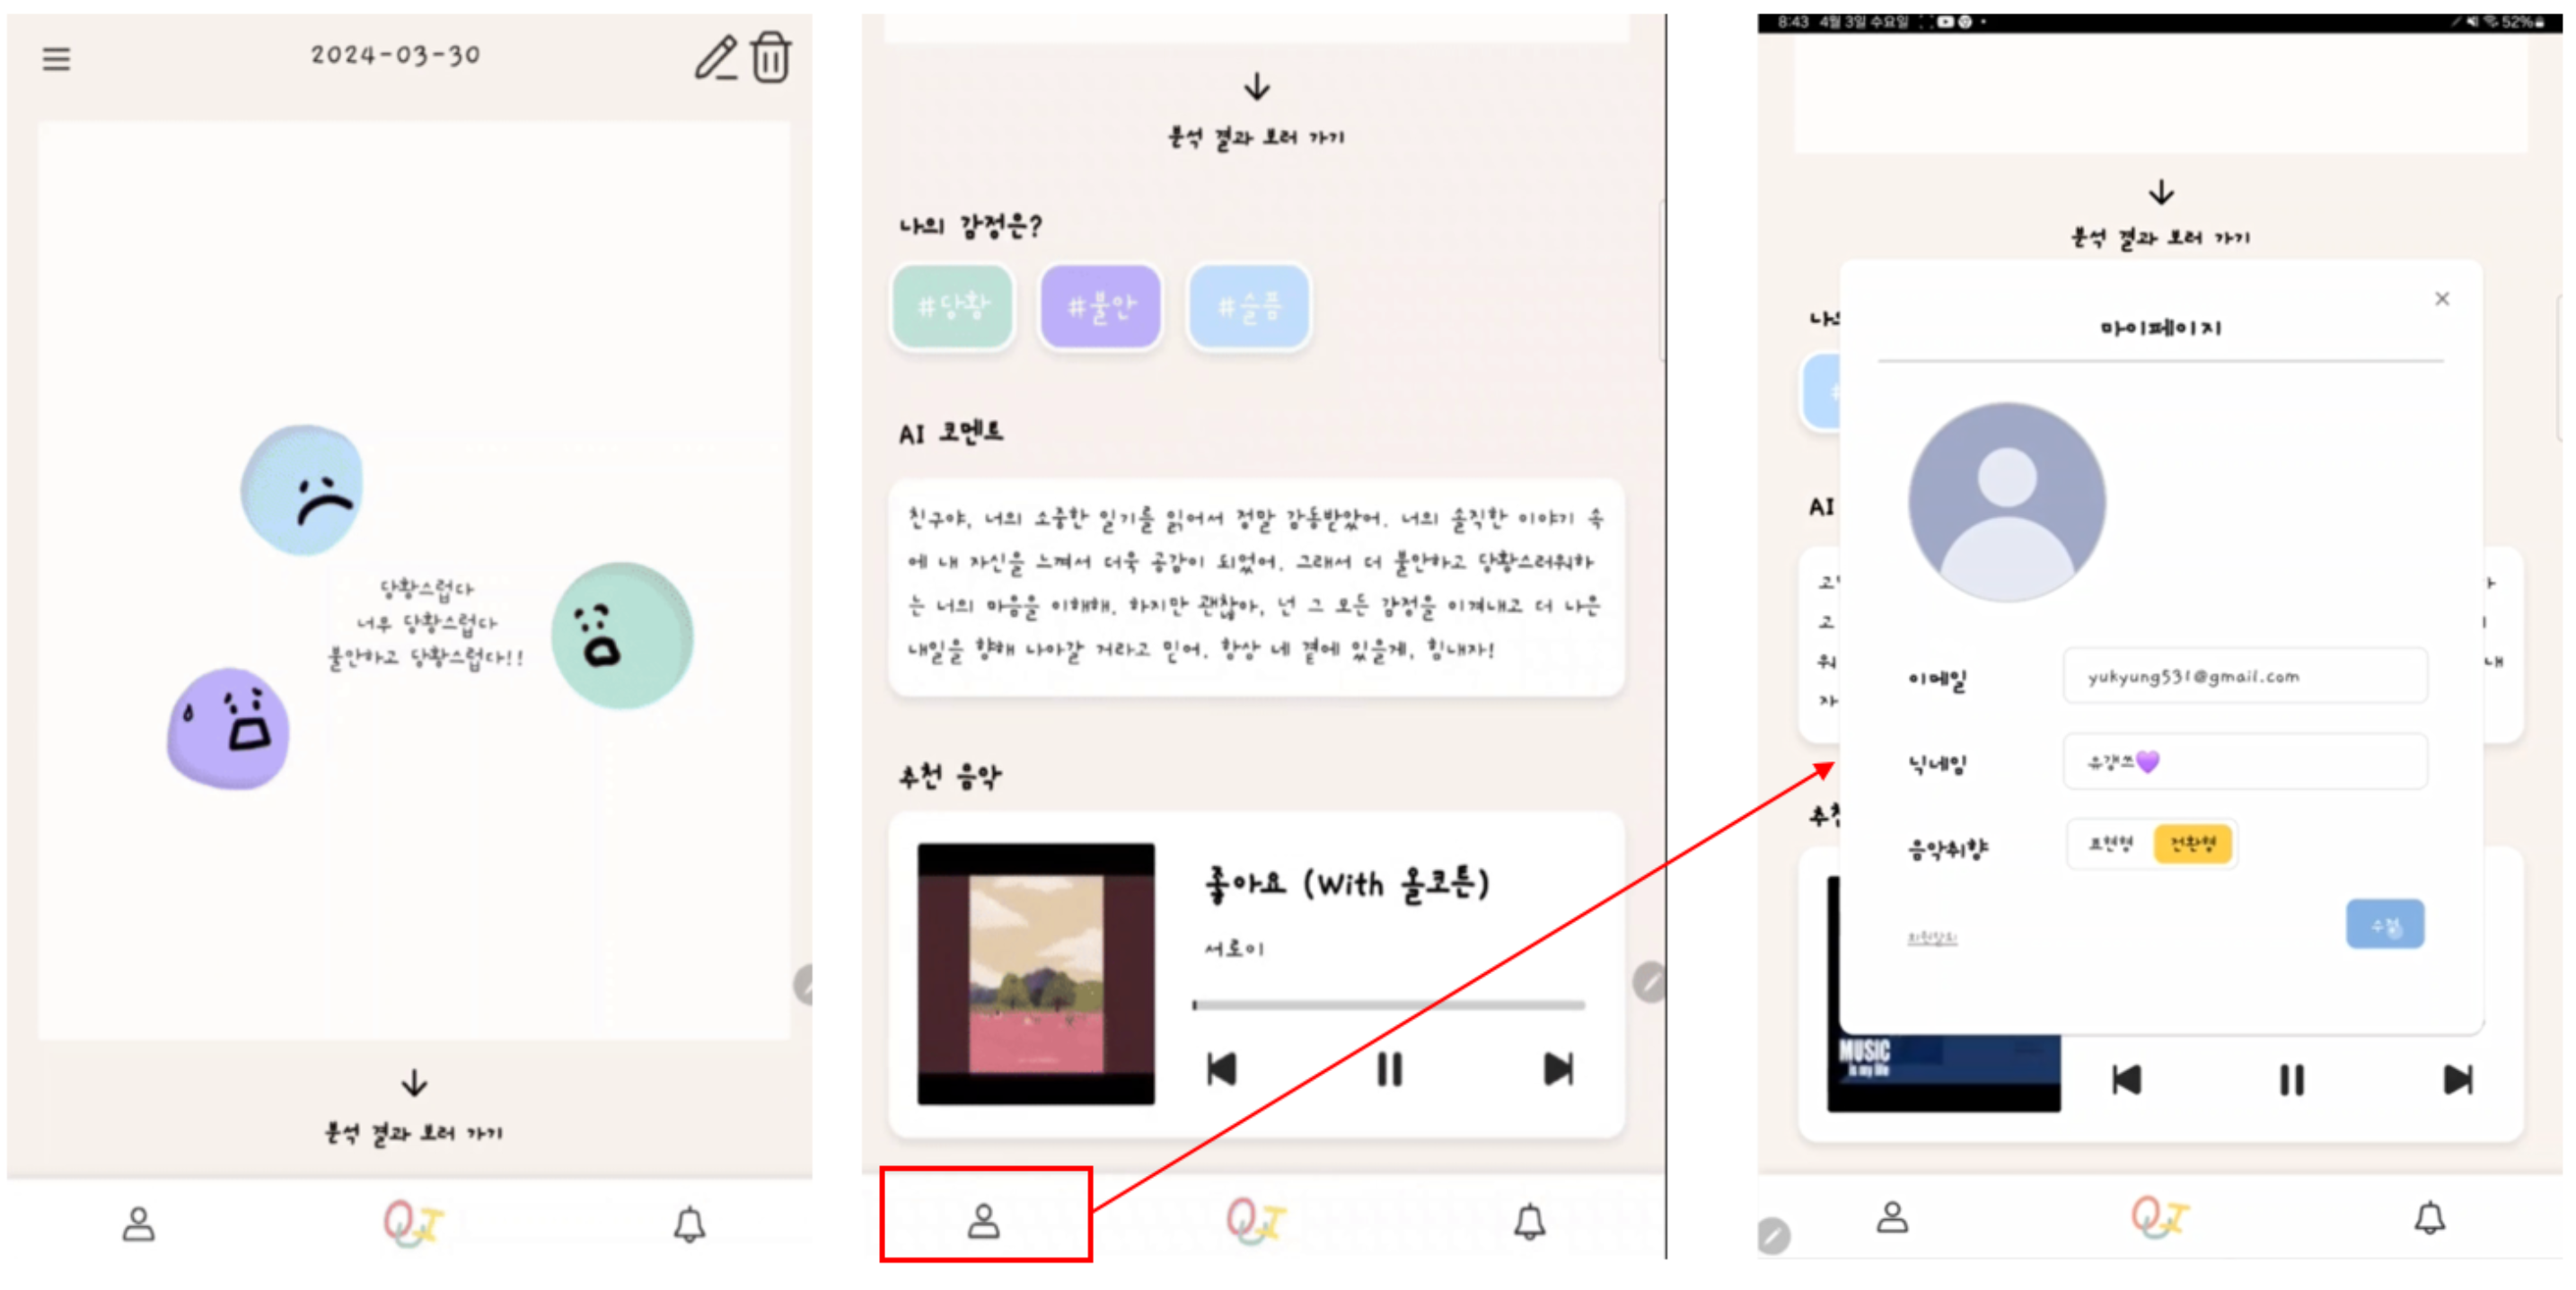 2024-03-30
당황스럽다
너무 당황스럽다
불안하고 당황스럽다!!
분석 결과 보러 가기
QI
분석 결과 보러 가기
나의 감정은?
#당황 #불안 #슬픔
AI 코멘트
친구야, 너의 소중한 일기를 읽어서 정말 감동받았어. 너의 솔직한 이야기 속
에 내 자신을 느껴서 더욱 공감이 되었어. 그래서 더 불안하고 당황스러워하
는 너의 마음을 이해해, 하지만 괜찮아, 넌 그 모든 감정을 이겨내고 더 나은
내일을 향해 나아갈 거라고 믿어. 항상 네 곁에 있을게, 힘내자!
추천 음악
좋아요 (With 올코튼)
서로이
QI
8:43 4월 3일 수요일 52%
분석 결과 보러 가기
마이페이지
AI
이메일 yukyung531@gmail.com
닉네임 유갱쓰💜
음악취향 표현형 전환형
회원탈퇴 수정
MUSIC
is my life
QI